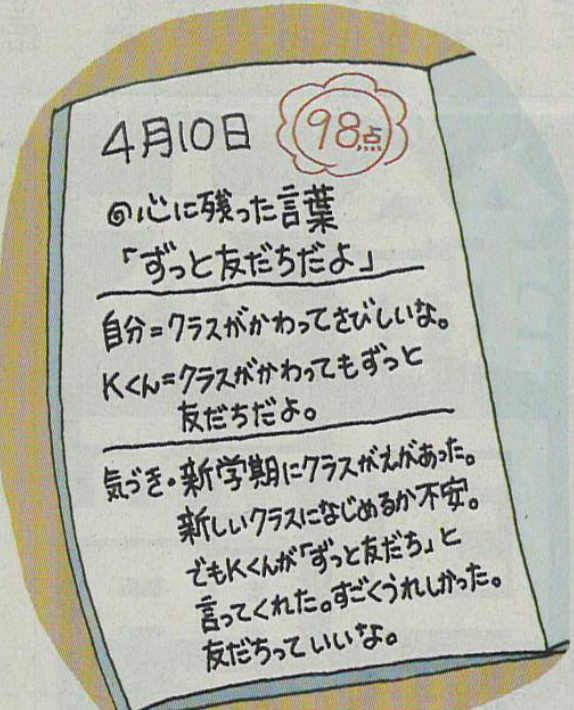 4月10日 98点
◎心に残った言葉
「ずっと友だちだよ」
自分=クラスがかわってさびしいな。
Kくん=クラスがかわってもずっと
友だちだよ。
気づき・新学期にクラスがえがあった。
新しいクラスになじめるか不安。
でもKくんが「ずっと友だち」と
言ってくれた。すごくうれしかった。
友だちっていいな。